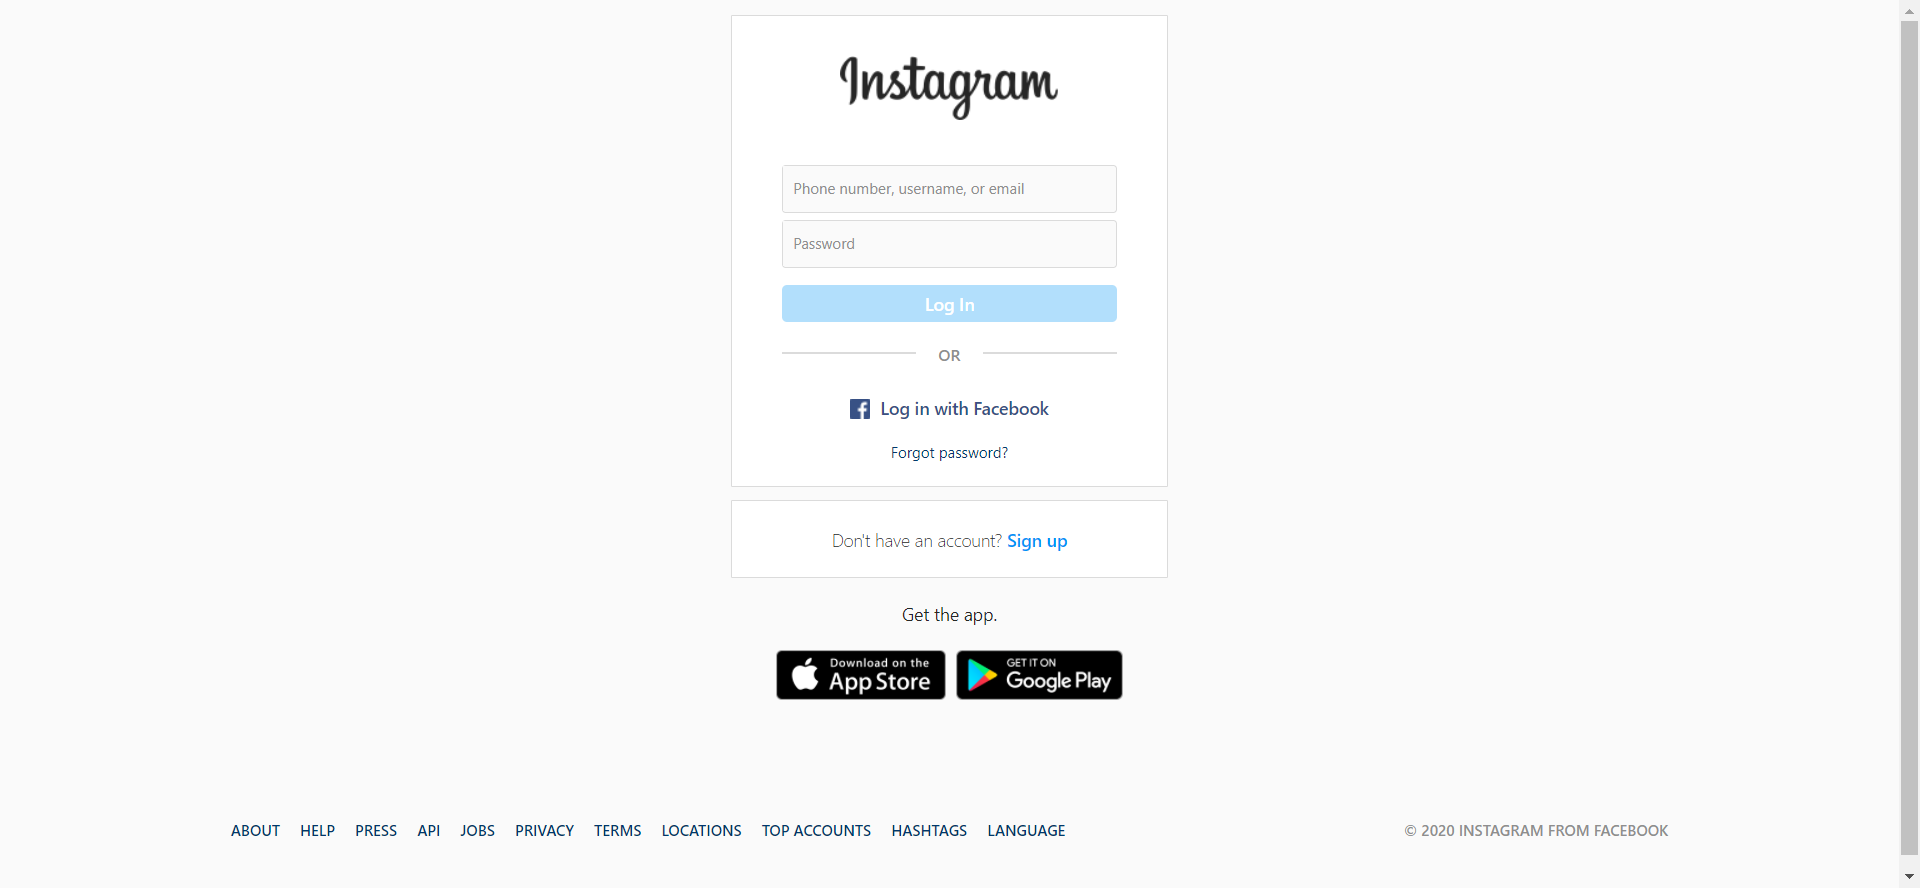 Instagram
Phone number, username, or email
Password
Log In
OR
Log in with Facebook
Forgot password?
Don't have an account? Sign up
Get the app.
Download on the App Store
GET IT ON Google Play
ABOUT HELP PRESS API JOBS PRIVACY TERMS LOCATIONS TOP ACCOUNTS HASHTAGS LANGUAGE © 2020 INSTAGRAM FROM FACEBOOK